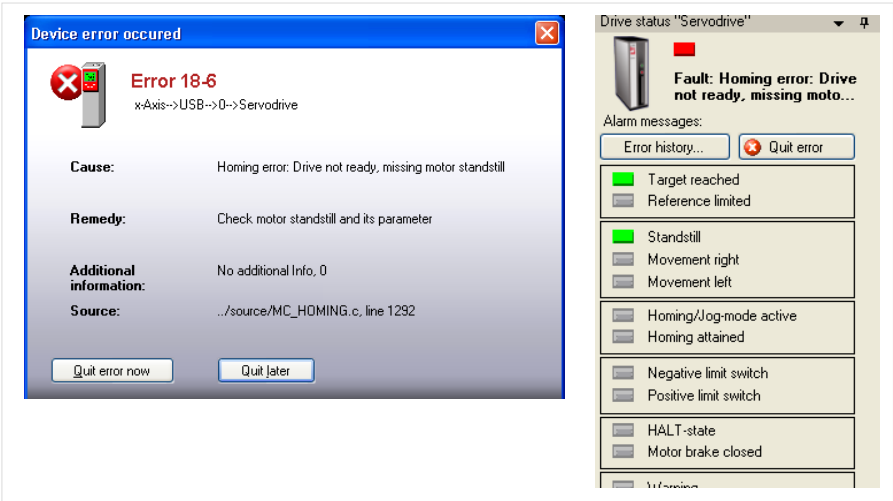 Device error occured
Error 18-6
x-Axis-->USB-->0-->Servodrive
Cause: Homing error: Drive not ready, missing motor standstill
Remedy: Check motor standstill and its parameter
Additional information: No additional Info, 0
Source: ../source/MC_HOMING.c, line 1292
Quit error now
Quit later
Drive status "Servodrive"
Fault: Homing error: Drive
not ready, missing moto...
Alarm messages:
Error history...
Quit error
Target reached
Reference limited
Standstill
Movement right
Movement left
Homing/Jog-mode active
Homing attained
Negative limit switch
Positive limit switch
HALT-state
Motor brake closed
Warning